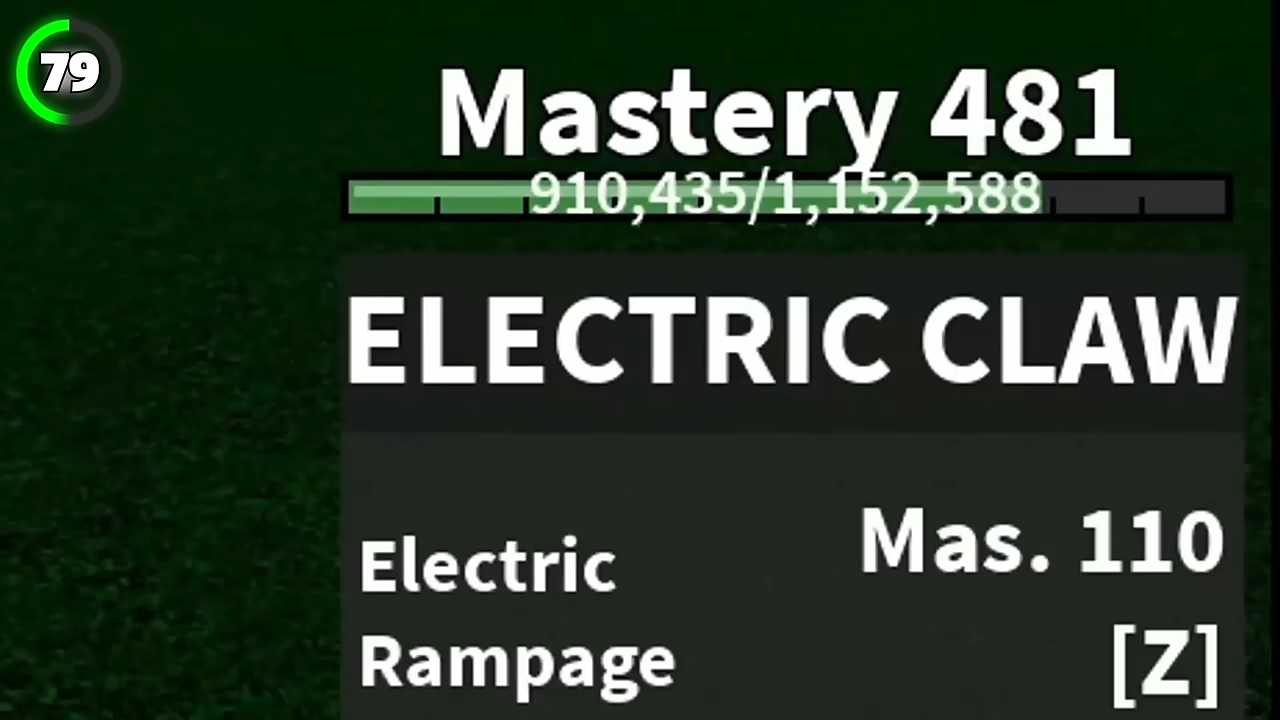 79
Mastery 481
910,435/1,152,588
ELECTRIC CLAW
Electric
Rampage
Mas. 110
[Z]